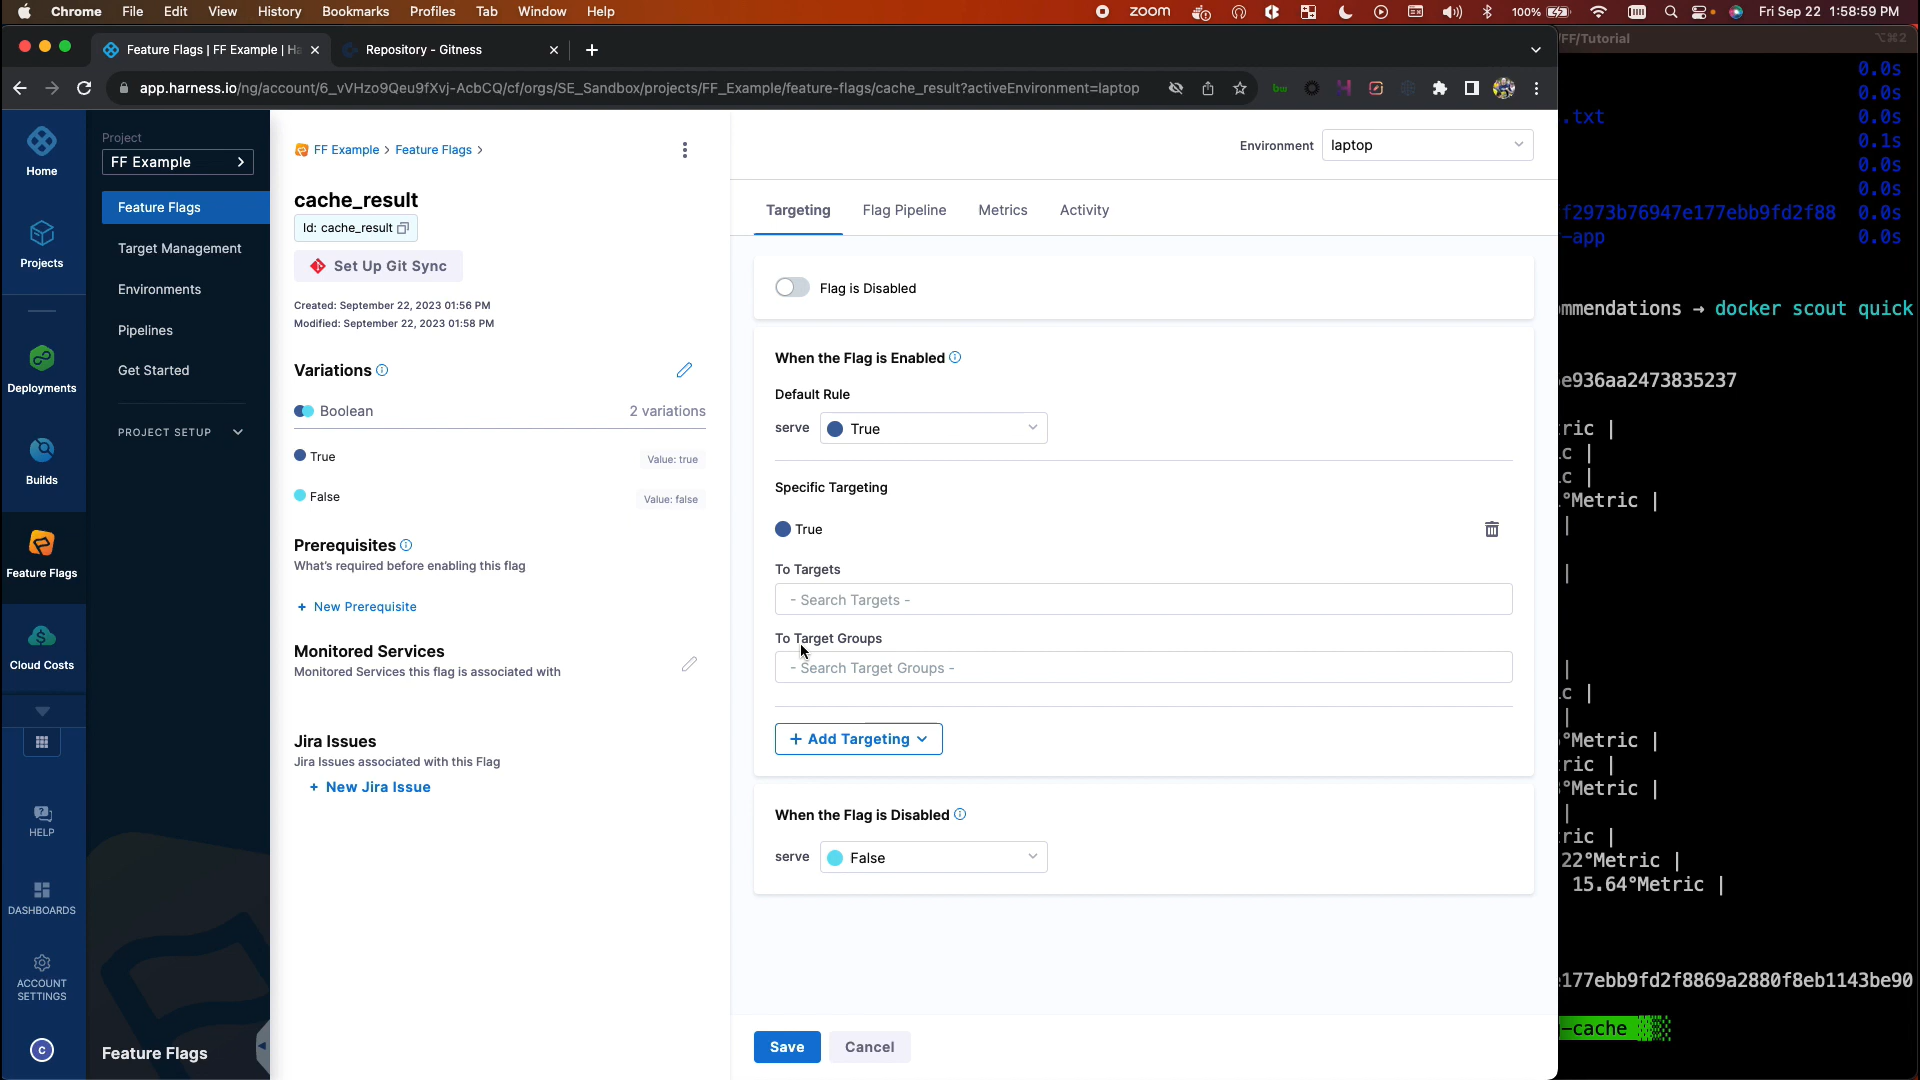 Chrome File Edit View History Bookmarks Profiles Tab Window Help
zoom 100% Fri Sep 22 1:58:59 PM
Feature Flags | FF Example | Ha
Repository - Gitness
/FF/Tutorial
⌥⌘2
app.harness.io/ng/account/6_vVHzo9Qeu9fXvj-AcbCQ/cf/orgs/SE_Sandbox/projects/FF_Example/feature-flags/cache_result?activeEnvironment=laptop
bw
Home
Projects
Deployments
Builds
Feature Flags
Cloud Costs
HELP
DASHBOARDS
ACCOUNT
SETTINGS
C
Project
FF Example
Feature Flags
Target Management
Environments
Pipelines
Get Started
PROJECT SETUP
Feature Flags
FF Example > Feature Flags >
cache_result
Id: cache_result
Set Up Git Sync
Created: September 22, 2023 01:56 PM
Modified: September 22, 2023 01:58 PM
Variations
Boolean
2 variations
True
Value: true
False
Value: false
Prerequisites
What's required before enabling this flag
+ New Prerequisite
Monitored Services
Monitored Services this flag is associated with
Jira Issues
Jira Issues associated with this Flag
+ New Jira Issue
Environment
laptop
Targeting
Flag Pipeline
Metrics
Activity
Flag is Disabled
When the Flag is Enabled
Default Rule
serve
True
Specific Targeting
True
To Targets
- Search Targets -
To Target Groups
- Search Target Groups -
+ Add Targeting
When the Flag is Disabled
serve
False
Save
Cancel
0.0s
0.0s
.txt 0.0s
0.1s
0.0s
0.0s
f2973b76947e177ebb9fd2f88 0.0s
-app 0.0s
mmendations → docker scout quick
e936aa2473835237
ric |
c |
c |
°Metric |
|
|
|
c |
|
°Metric |
ric |
°Metric |
|
ric |
22°Metric |
15.64°Metric |
177ebb9fd2f8869a2880f8eb1143be90
-cache